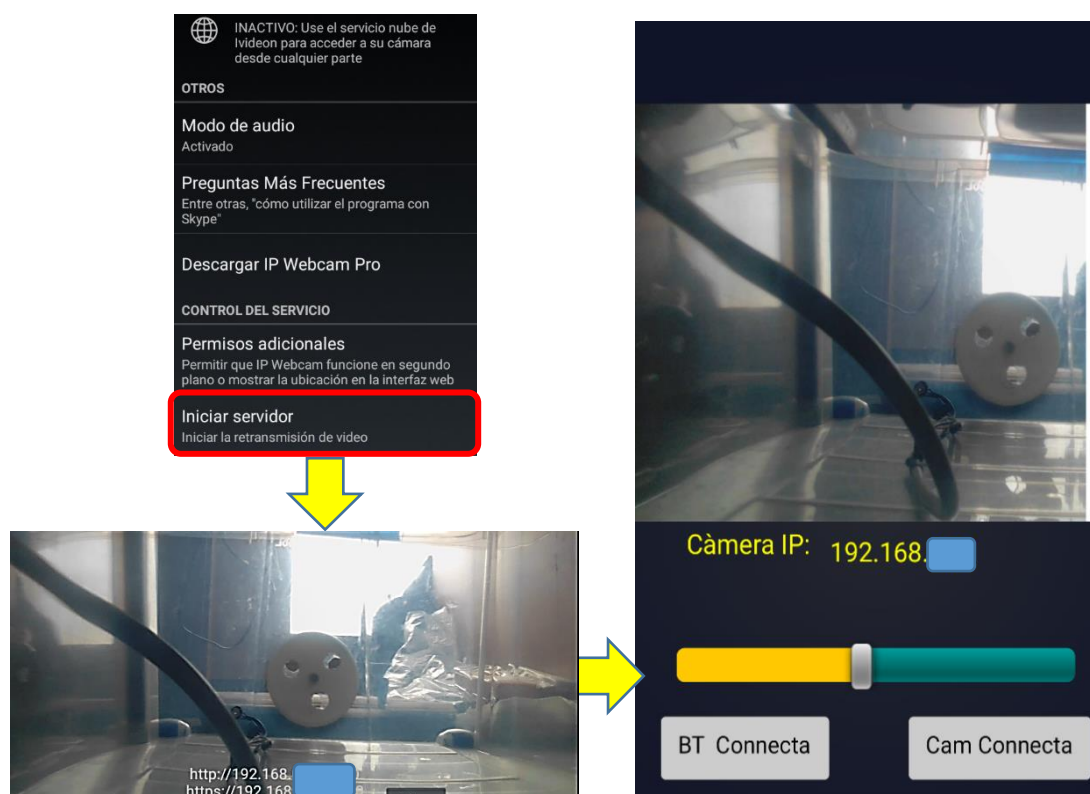 INACTIVO: Use el servicio nube de
Ivideon para acceder a su cámara
desde cualquier parte
OTROS
Modo de audio
Activado
Preguntas Más Frecuentes
Entre otras, "cómo utilizar el programa con
Skype"
Descargar IP Webcam Pro
CONTROL DEL SERVICIO
Permisos adicionales
Permitir que IP Webcam funcione en segundo
plano o mostrar la ubicación en la interfaz web
Iniciar servidor
Iniciar la retransmisión de video
http://192.168.
https://192.168
Càmera IP: 192.168.
BT Connecta
Cam Connecta